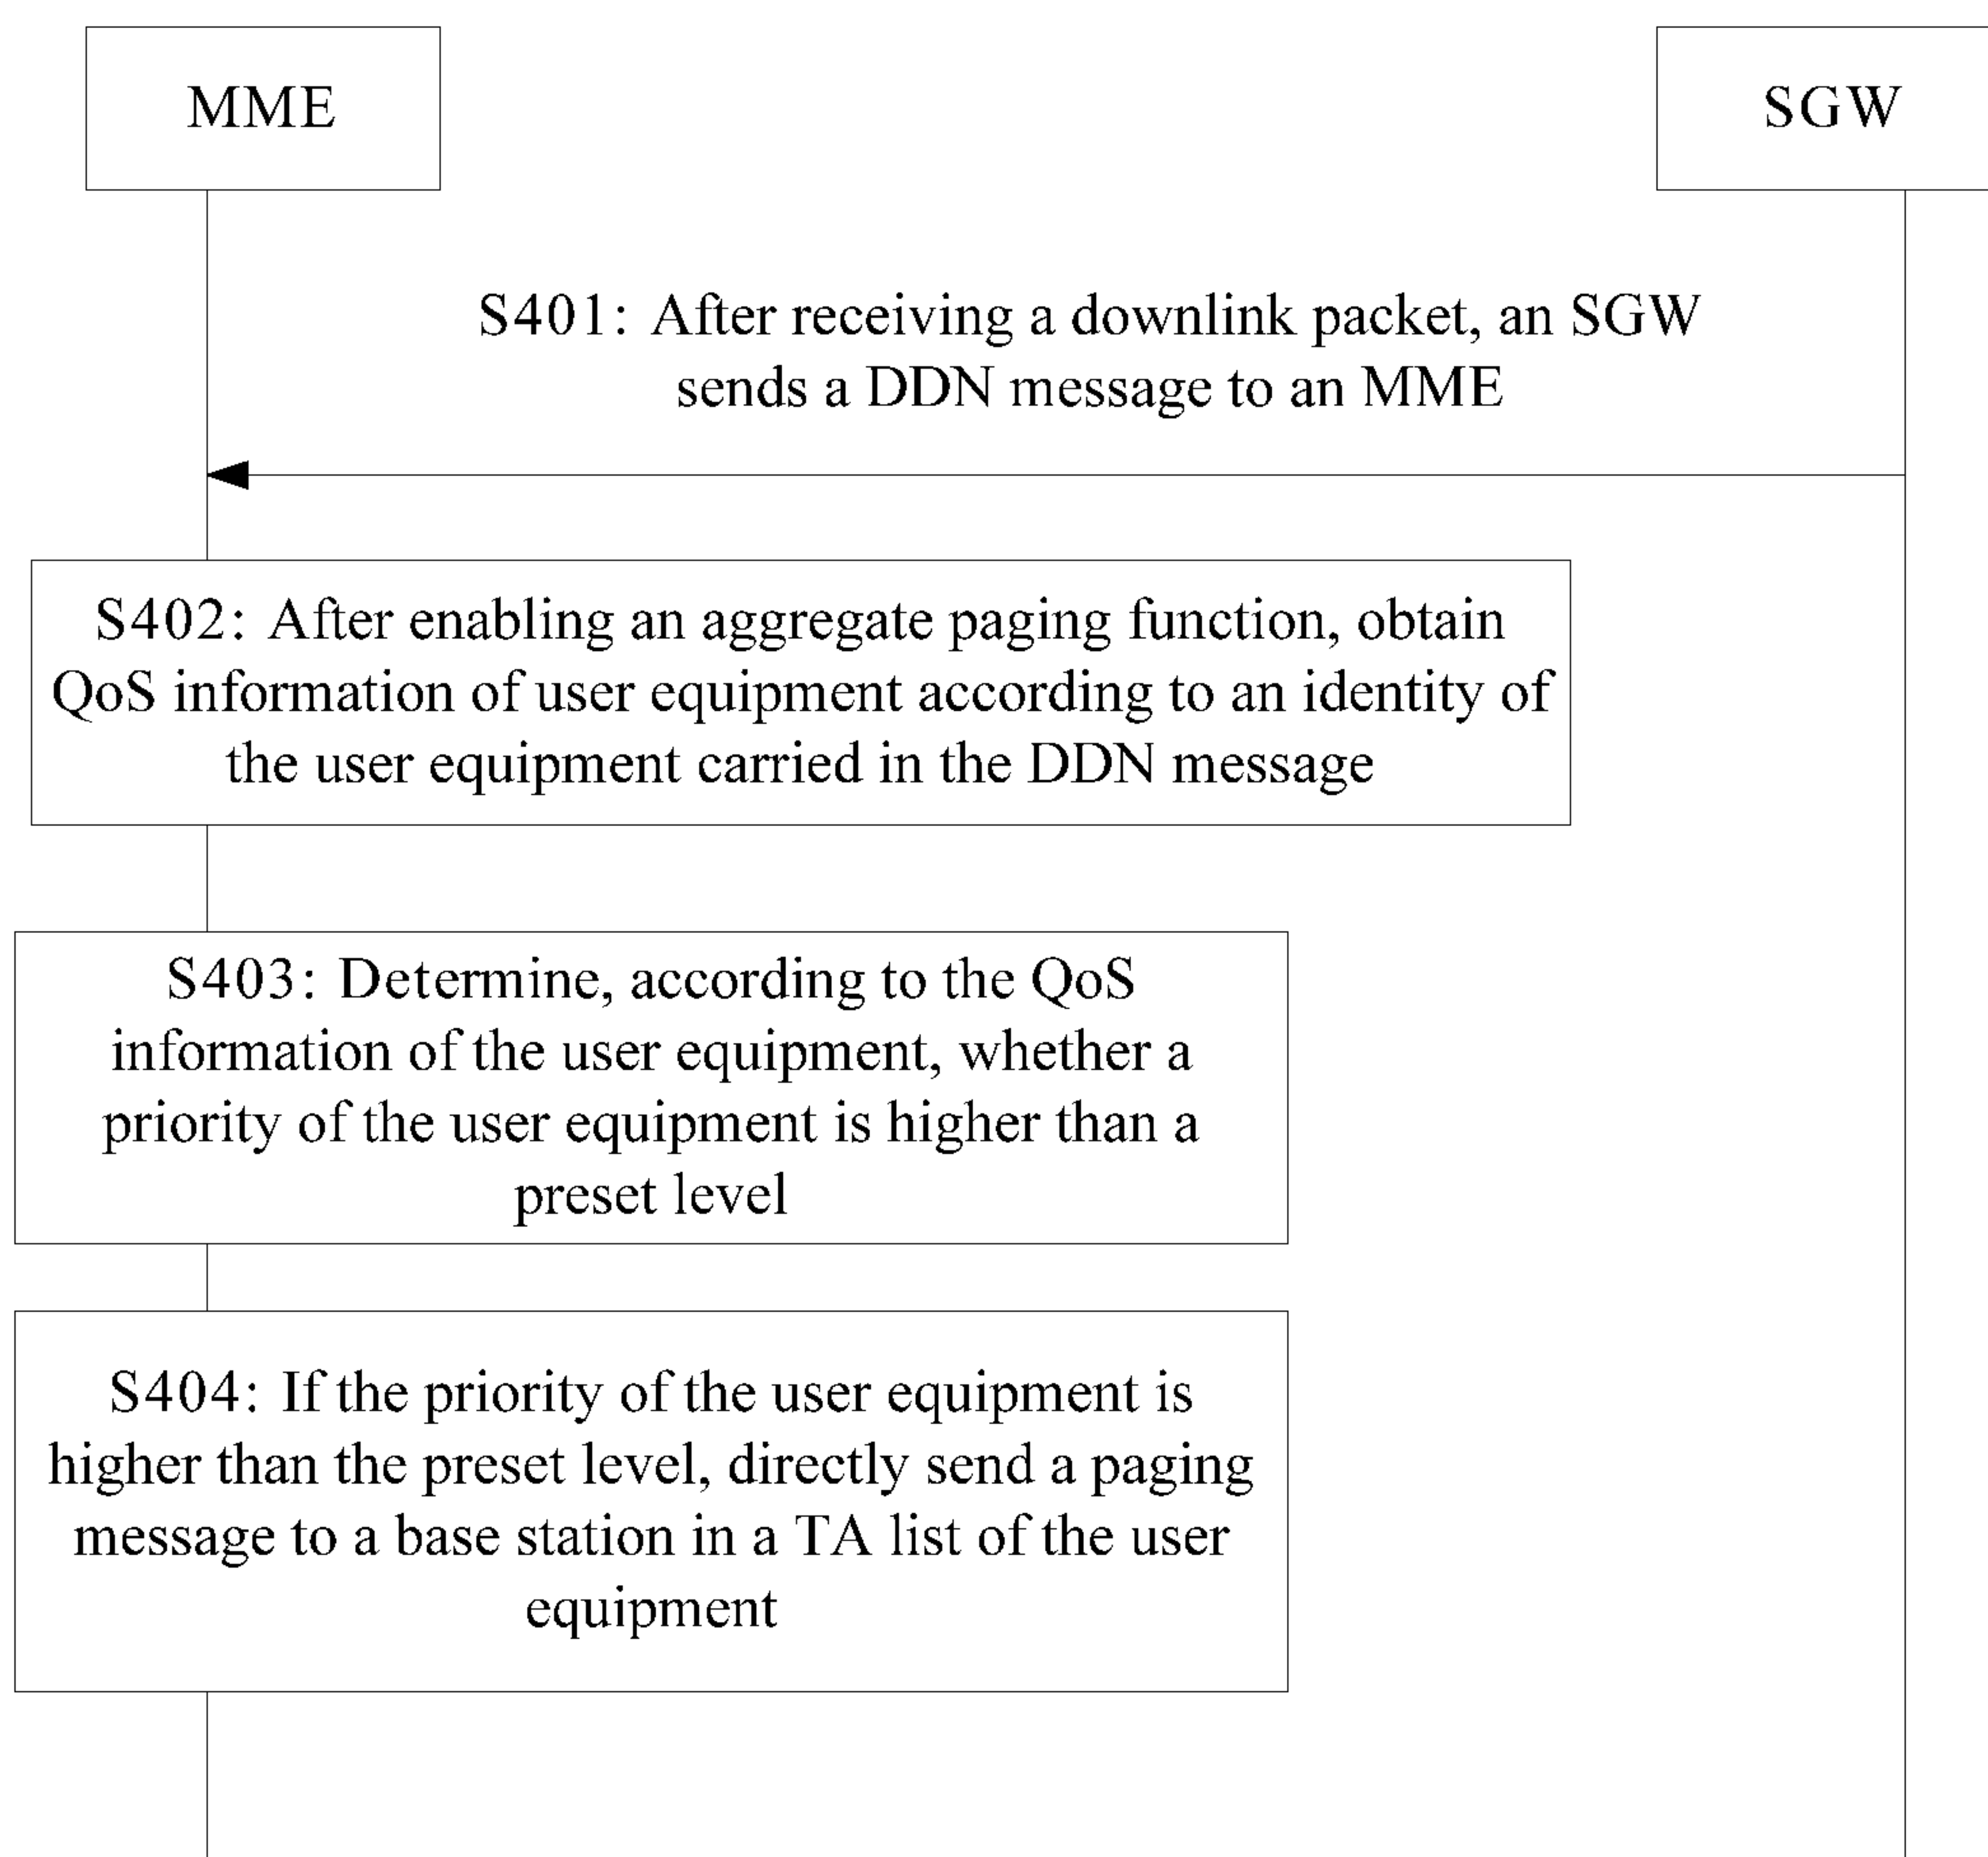 MME
SGW
S401: After receiving a downlink packet, an SGW
sends a DDN message to an MME
S402: After enabling an aggregate paging function, obtain
QoS information of user equipment according to an identity of
the user equipment carried in the DDN message
S403: Determine, according to the QoS
information of the user equipment, whether a
priority of the user equipment is higher than a
preset level
S404: If the priority of the user equipment is
higher than the preset level, directly send a paging
message to a base station in a TA list of the user
equipment